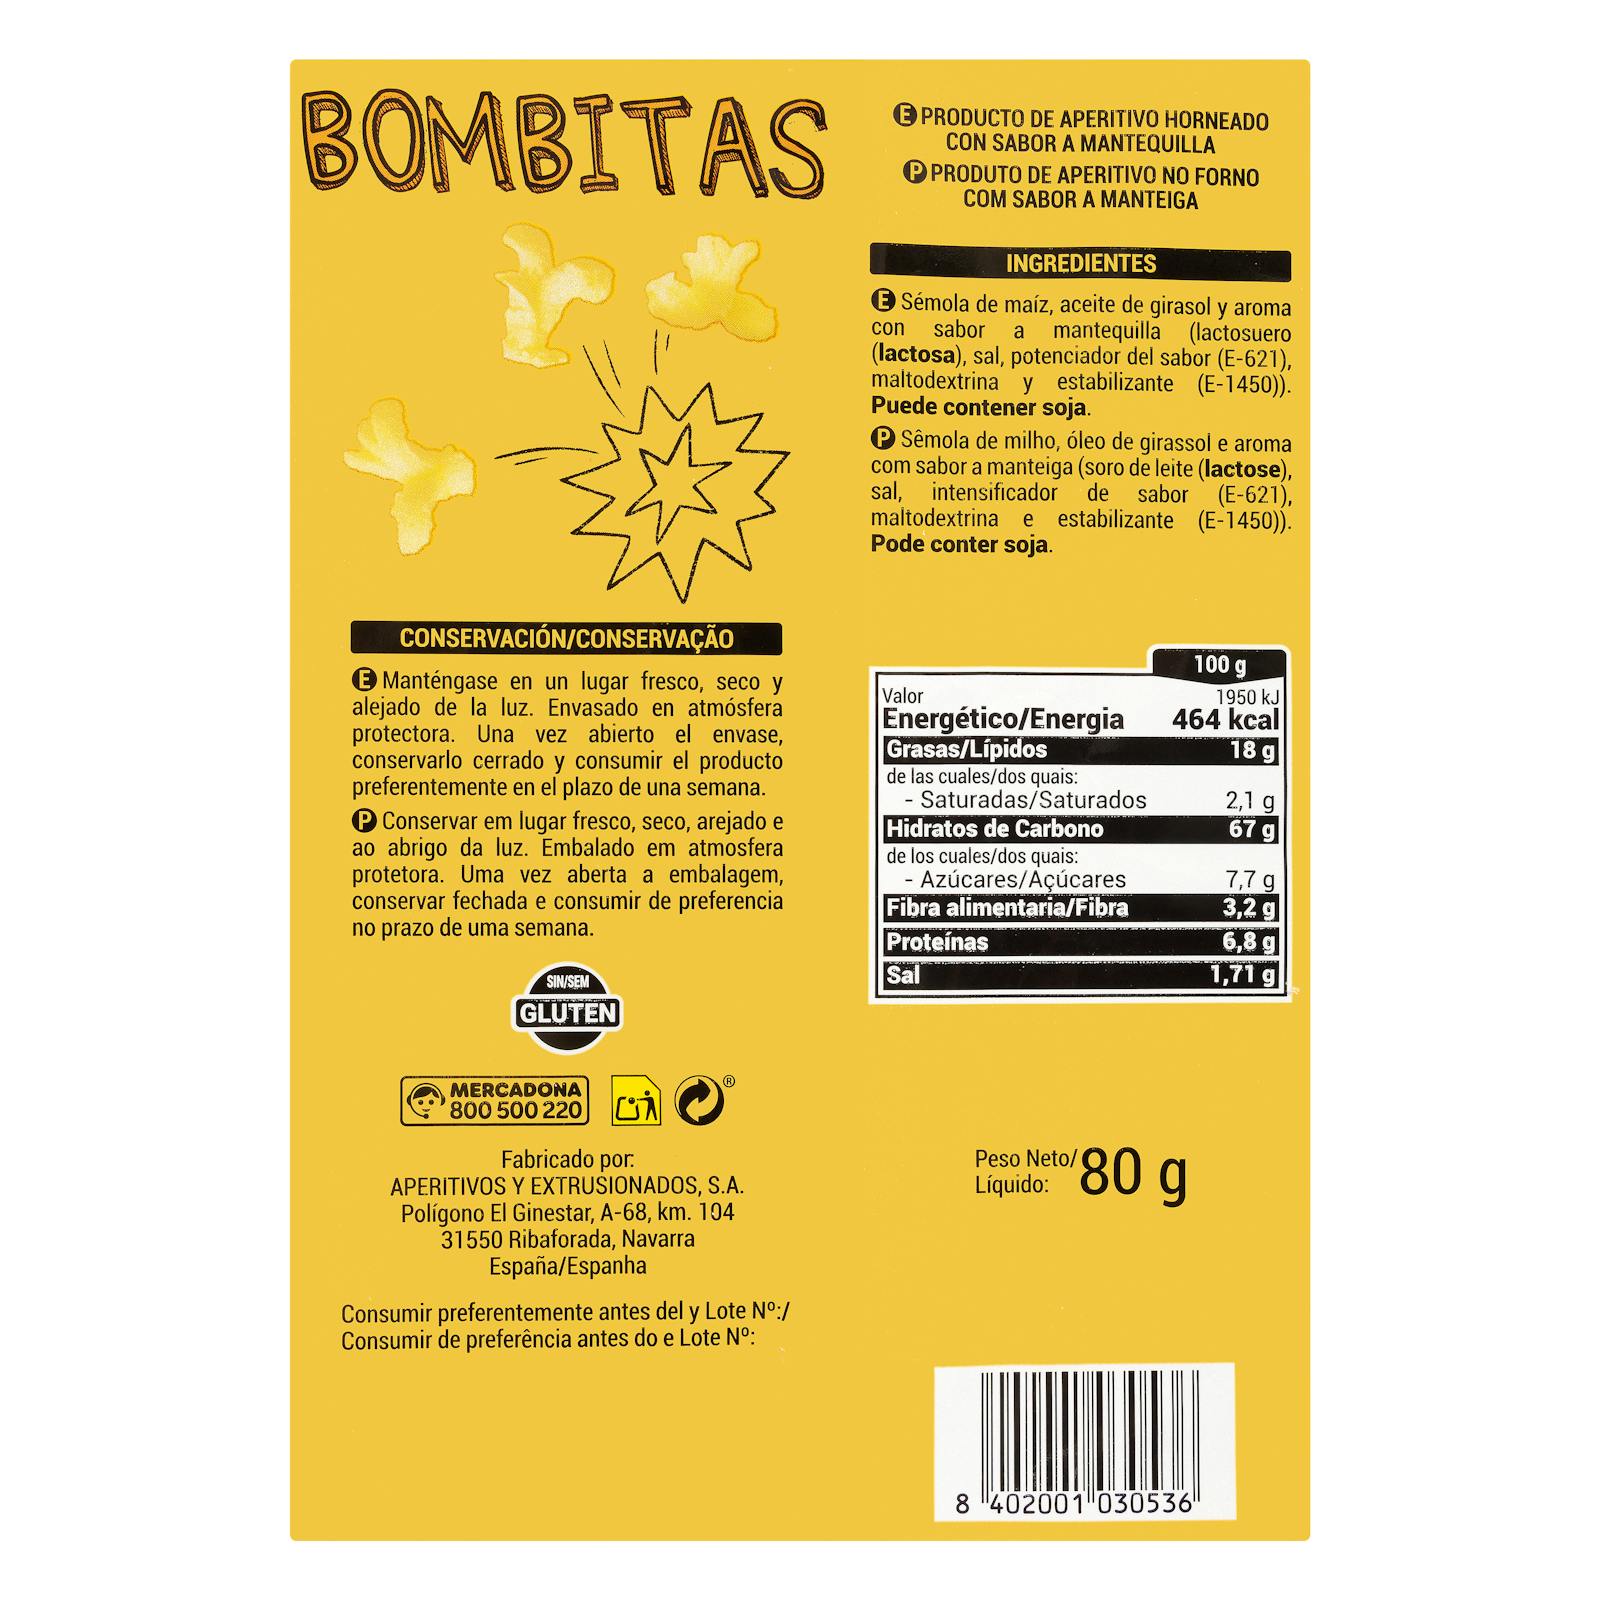 BOMBITAS
E PRODUCTO DE APERITIVO HORNEADO
CON SABOR A MANTEQUILLA
P PRODUTO DE APERITIVO NO FORNO
COM SABOR A MANTEIGA
INGREDIENTES
E Sémola de maíz, aceite de girasol y aroma
con sabor a mantequilla (lactosuero
(lactosa), sal, potenciador del sabor (E-621),
maltodextrina y estabilizante (E-1450)).
Puede contener soja.
P Sêmola de milho, óleo de girassol e aroma
com sabor a manteiga (soro de leite (lactose),
sal, intensificador de sabor (E-621),
maltodextrina e estabilizante (E-1450)).
Pode conter soja.
CONSERVACIÓN/CONSERVAÇÃO
E Manténgase en un lugar fresco, seco y
alejado de la luz. Envasado en atmósfera
protectora. Una vez abierto el envase,
conservarlo cerrado y consumir el producto
preferentemente en el plazo de una semana.
P Conservar em lugar fresco, seco, arejado e
ao abrigo da luz. Embalado em atmosfera
protetora. Uma vez aberta a embalagem,
conservar fechada e consumir de preferencia
no prazo de uma semana.
SIN/SEM
GLUTEN
MERCADONA
800 500 220
®
Fabricado por:
APERITIVOS Y EXTRUSIONADOS, S.A.
Polígono El Ginestar, A-68, km. 104
31550 Ribaforada, Navarra
España/Espanha
Consumir preferentemente antes del y Lote Nº:/
Consumir de preferência antes do e Lote Nº:
100 g
Valor 1950 kJ
Energético/Energia 464 kcal
Grasas/Lípidos 18 g
de las cuales/dos quais:
- Saturadas/Saturados 2,1 g
Hidratos de Carbono 67 g
de los cuales/dos quais:
- Azúcares/Açúcares 7,7 g
Fibra alimentaria/Fibra 3,2 g
Proteínas 6,8 g
Sal 1,71 g
Peso Neto/
Líquido: 80 g
8 402001 030536